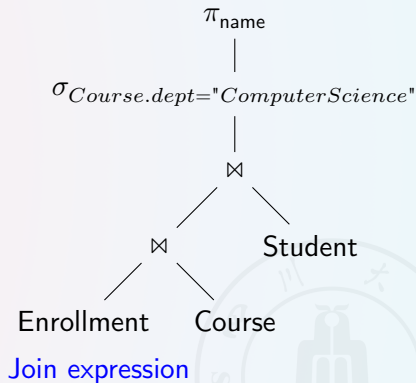 π_name
σ_Course.dept="ComputerScience"
⋈
⋈ Student
Enrollment Course
Join expression